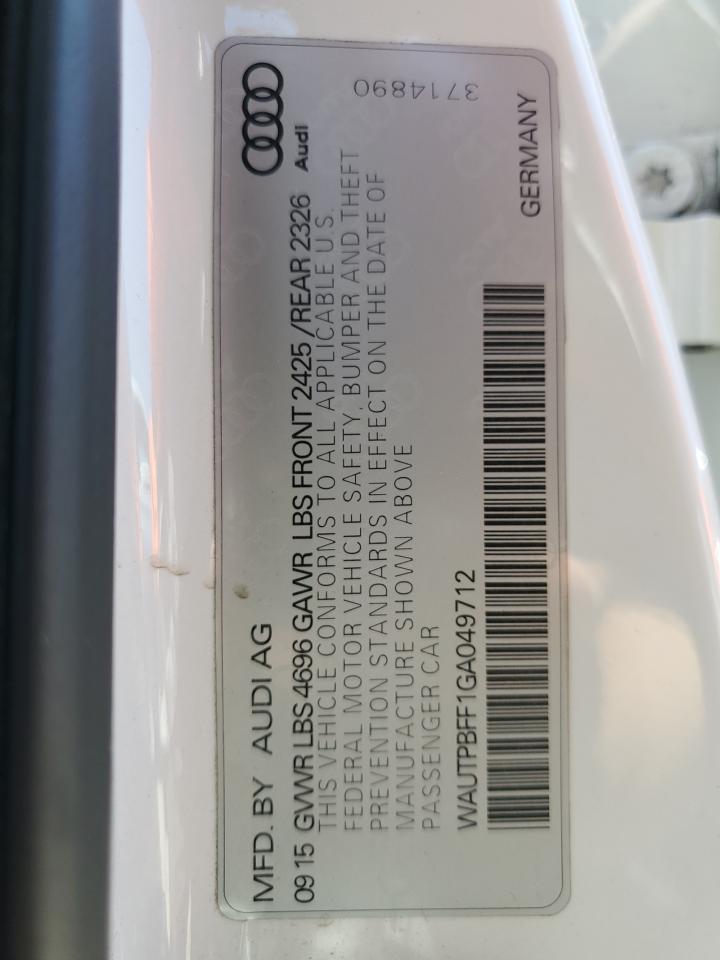 MFD. BY AUDI AG
Audi
09 15 GVWR LBS 4696 GAWR LBS FRONT 2425 /REAR 2326
THIS VEHICLE CONFORMS TO ALL APPLICABLE U.S.
FEDERAL MOTOR VEHICLE SAFETY, BUMPER AND THEFT
PREVENTION STANDARDS IN EFFECT ON THE DATE OF
MANUFACTURE SHOWN ABOVE
PASSENGER CAR
WAUTPBFF1GA049712
GERMANY
3714890